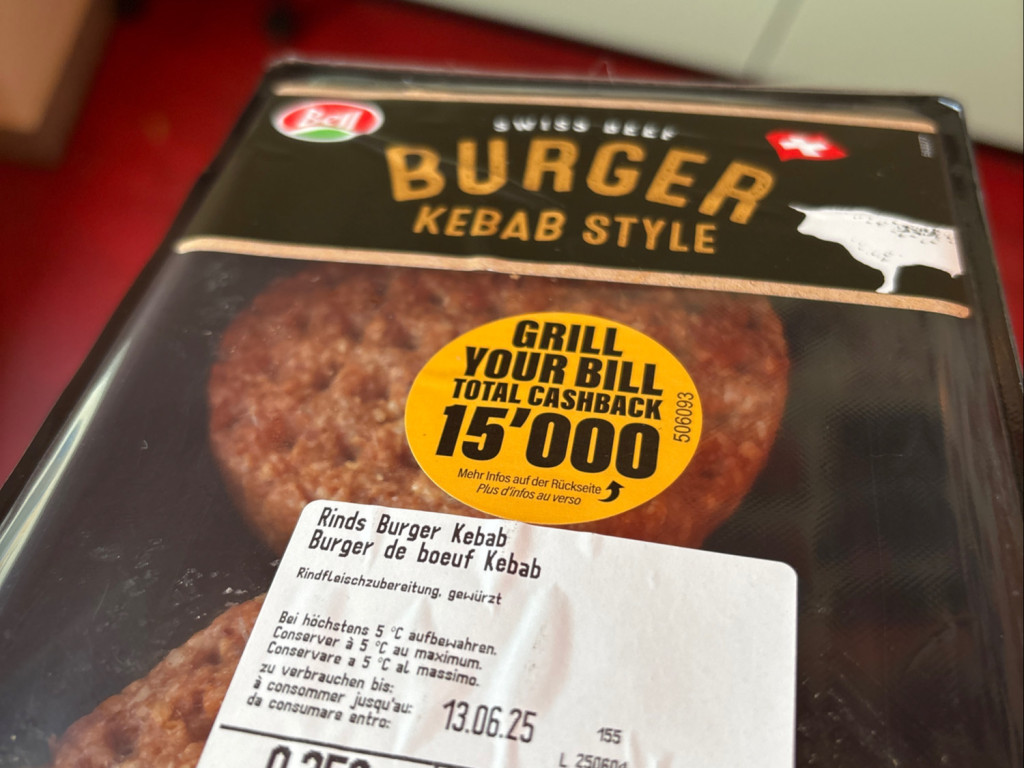 Bell
SWISS BEEF
BURGER
KEBAB STYLE
GRILL
YOUR BILL
TOTAL CASHBACK
15'000
506093
Mehr Infos auf der Rückseite
Plus d'infos au verso
Rinds Burger Kebab
Burger de boeuf Kebab
Rindfleischzubereitung, gewürzt
Bei höchstens 5 °C aufbewahren.
Conserver à 5 °C au maximum.
Conservare a 5 °C al massimo.
zu verbrauchen bis:
à consommer jusqu'au:
da consumare entro:
13.06.25
155